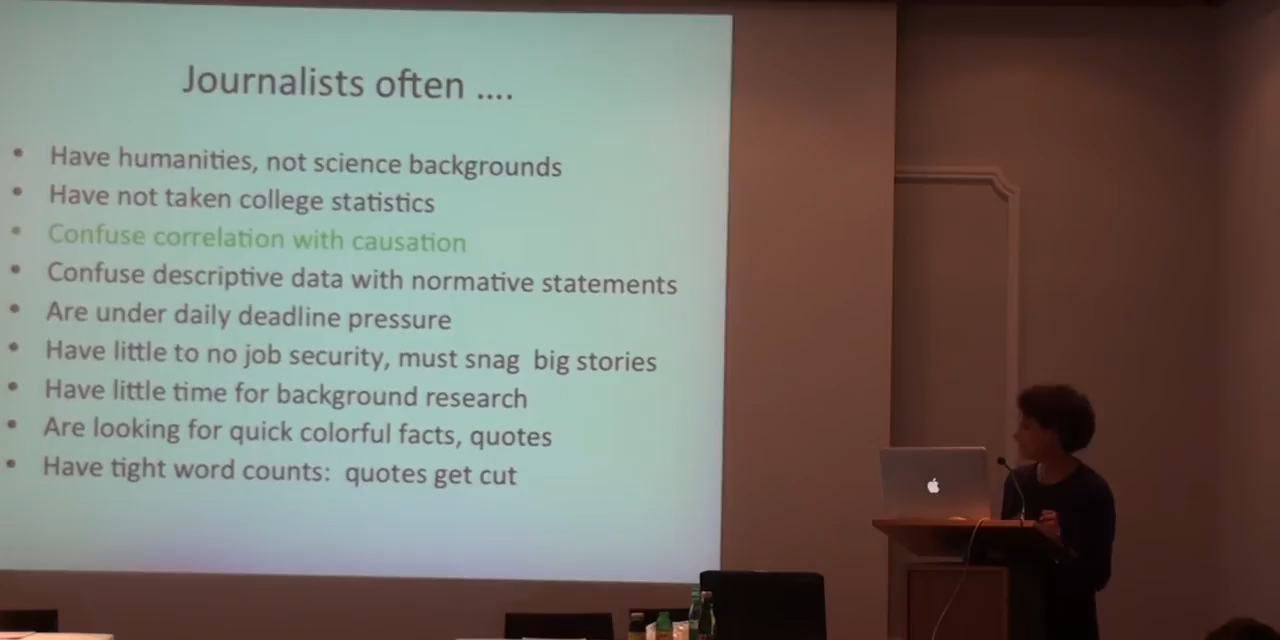 Journalists often ....
• Have humanities, not science backgrounds
• Have not taken college statistics
• Confuse correlation with causation
• Confuse descriptive data with normative statements
• Are under daily deadline pressure
• Have little to no job security, must snag  big stories
• Have little time for background research
• Are looking for quick colorful facts, quotes
• Have tight word counts:  quotes get cut